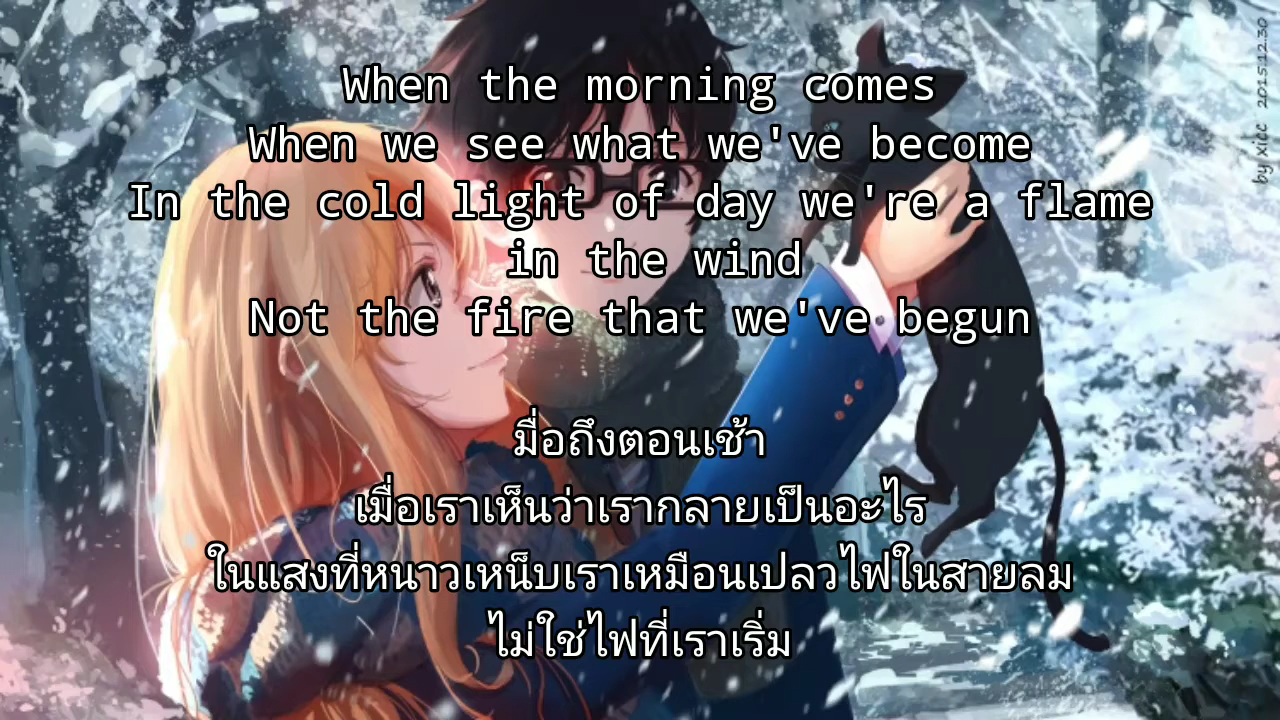 When the morning comes
When we see what we've become
In the cold light of day we're a flame
in the wind
Not the fire that we've begun
มื่อถึงตอนเช้า
เมื่อเราเห็นว่าเรากลายเป็นอะไร
ในแสงที่หนาวเหน็บเราเหมือนเปลวไฟในสายลม
ไม่ใช่ไฟที่เราเริ่ม
by xiac 2015.12.30